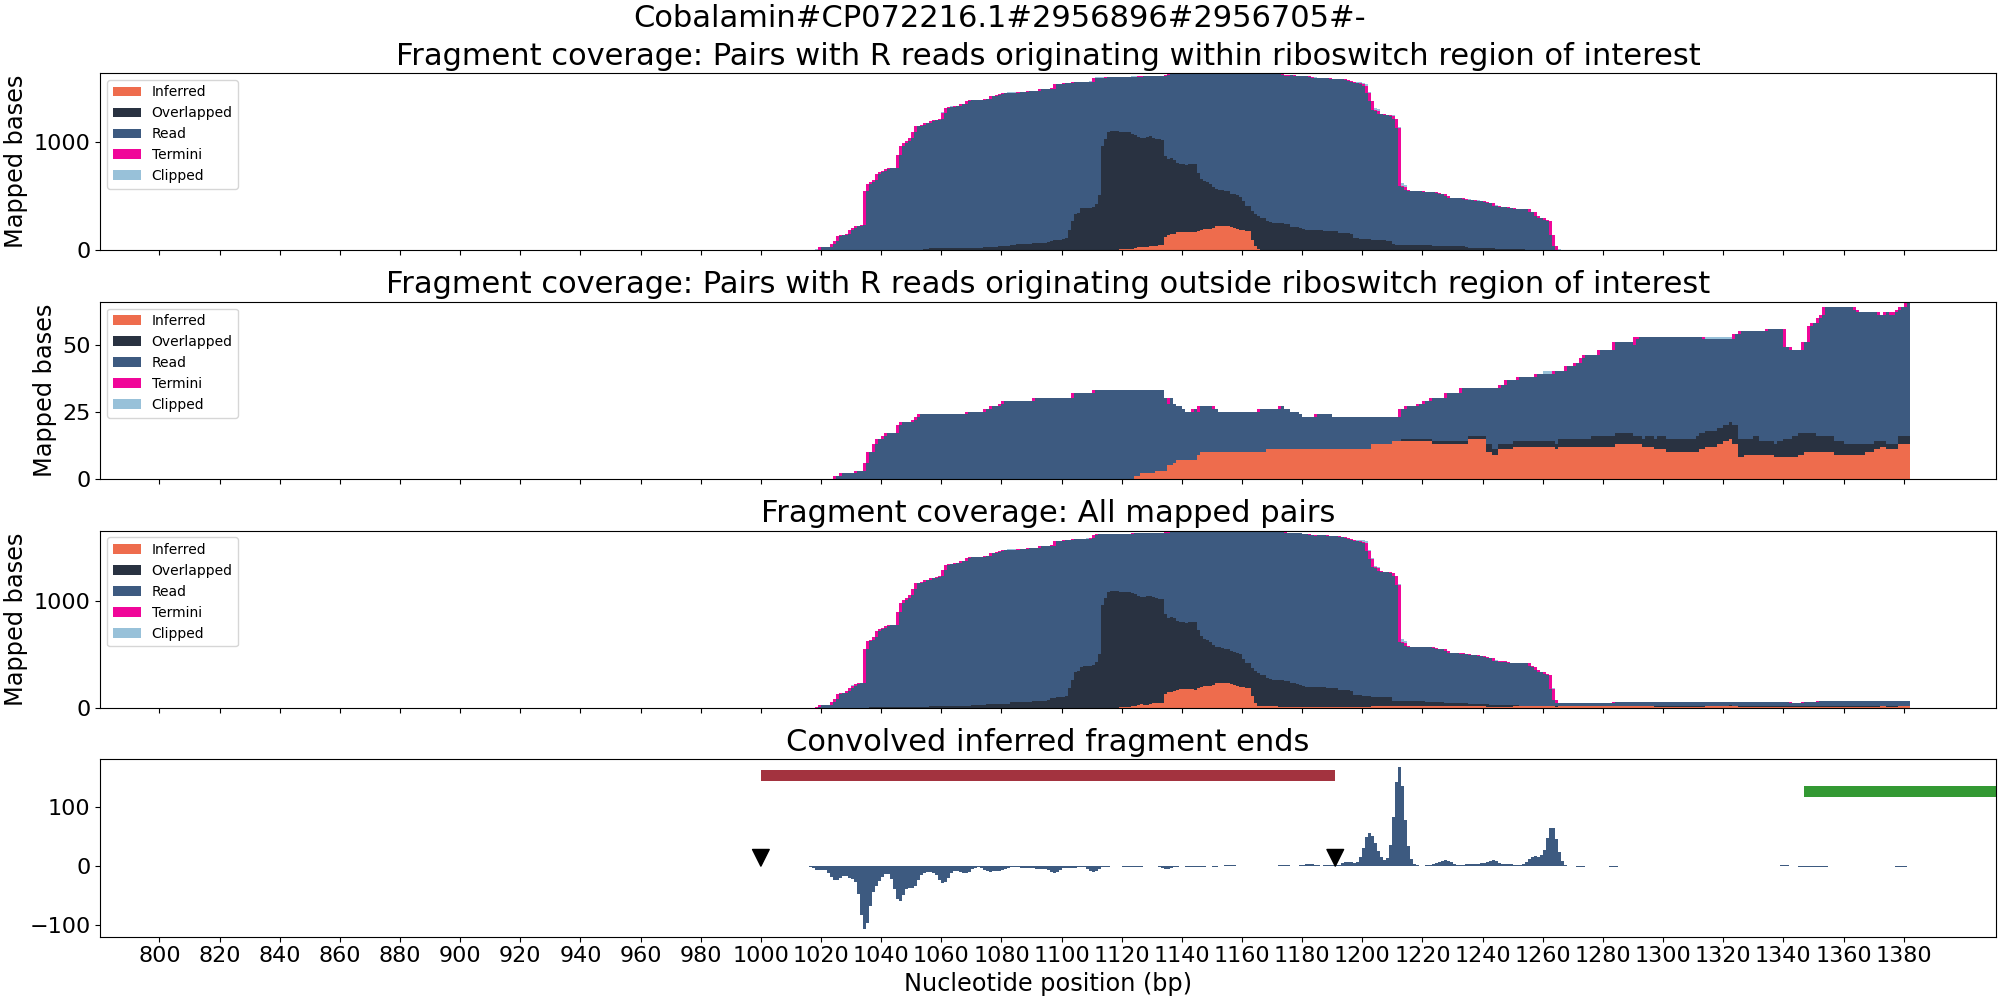 Cobalamin#CP072216.1#2956896#2956705#-
Fragment coverage: Pairs with R reads originating within riboswitch region of interest
Mapped bases
1000
0
Inferred
Overlapped
Read
Termini
Clipped
Fragment coverage: Pairs with R reads originating outside riboswitch region of interest
Mapped bases
50
25
0
Inferred
Overlapped
Read
Termini
Clipped
Fragment coverage: All mapped pairs
Mapped bases
1000
0
Inferred
Overlapped
Read
Termini
Clipped
Convolved inferred fragment ends
100
0
−100
800 820 840 860 880 900 920 940 960 980 1000 1020 1040 1060 1080 1100 1120 1140 1160 1180 1200 1220 1240 1260 1280 1300 1320 1340 1360 1380
Nucleotide position (bp)